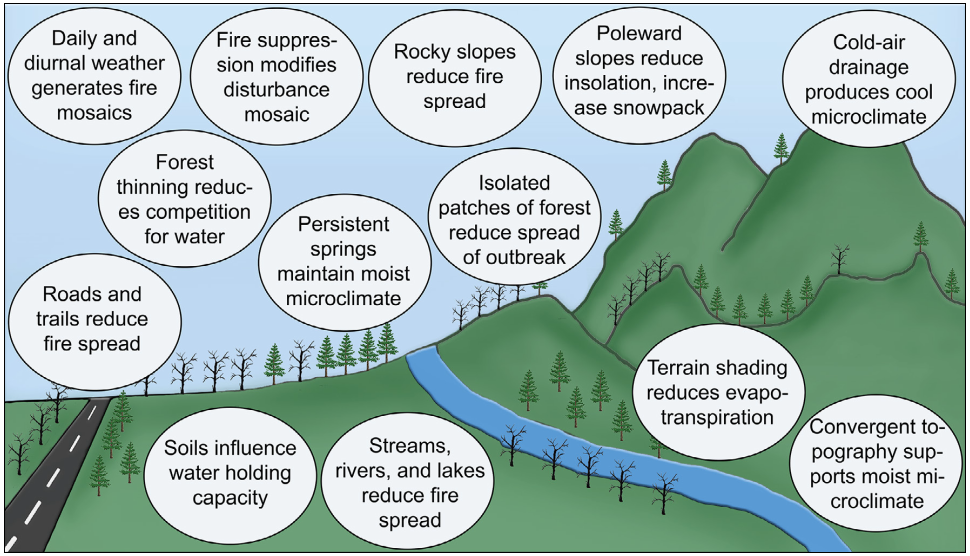 Daily and
diurnal weather
generates fire
mosaics
Fire suppres-
sion modifies
disturbance
mosaic
Rocky slopes
reduce fire
spread
Poleward
slopes reduce
insolation, incre-
ase snowpack
Cold-air
drainage
produces cool
microclimate
Forest
thinning reduc-
es competition
for water
Persistent
springs
maintain moist
microclimate
Isolated
patches of forest
reduce spread
of outbreak
Roads and
trails reduce
fire spread
Terrain shading
reduces evapo-
transpiration
Soils influence
water holding
capacity
Streams,
rivers, and lakes
reduce fire
spread
Convergent to-
pography supp-
ports moist mi-
croclimate